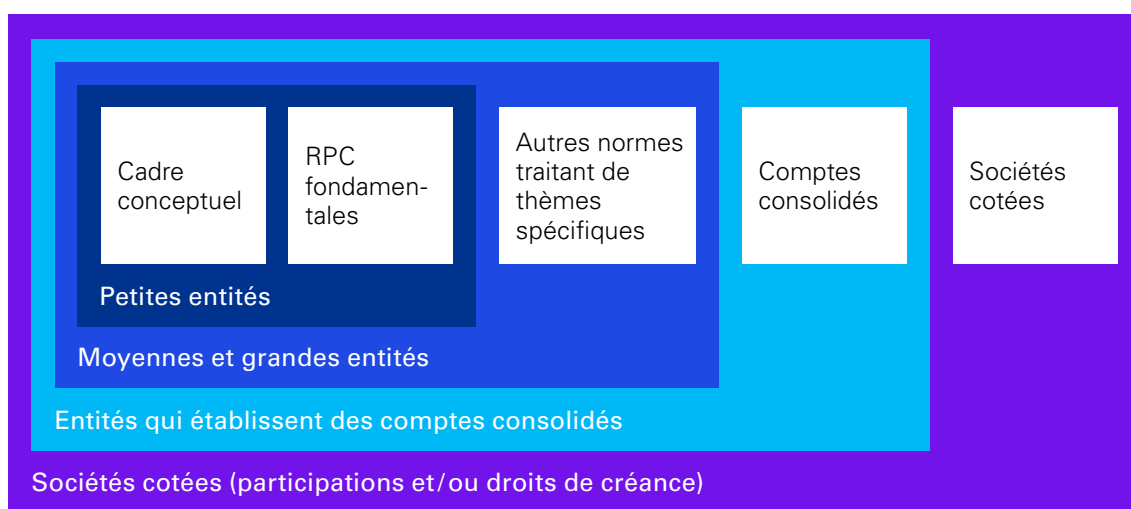 Cadre
conceptuel
RPC
fondamen-
tales
Autres normes
traitant de
thèmes
spécifiques
Comptes
consolidés
Sociétés
cotées
Petites entités
Moyennes et grandes entités
Entités qui établissent des comptes consolidés
Sociétés cotées (participations et/ou droits de créance)